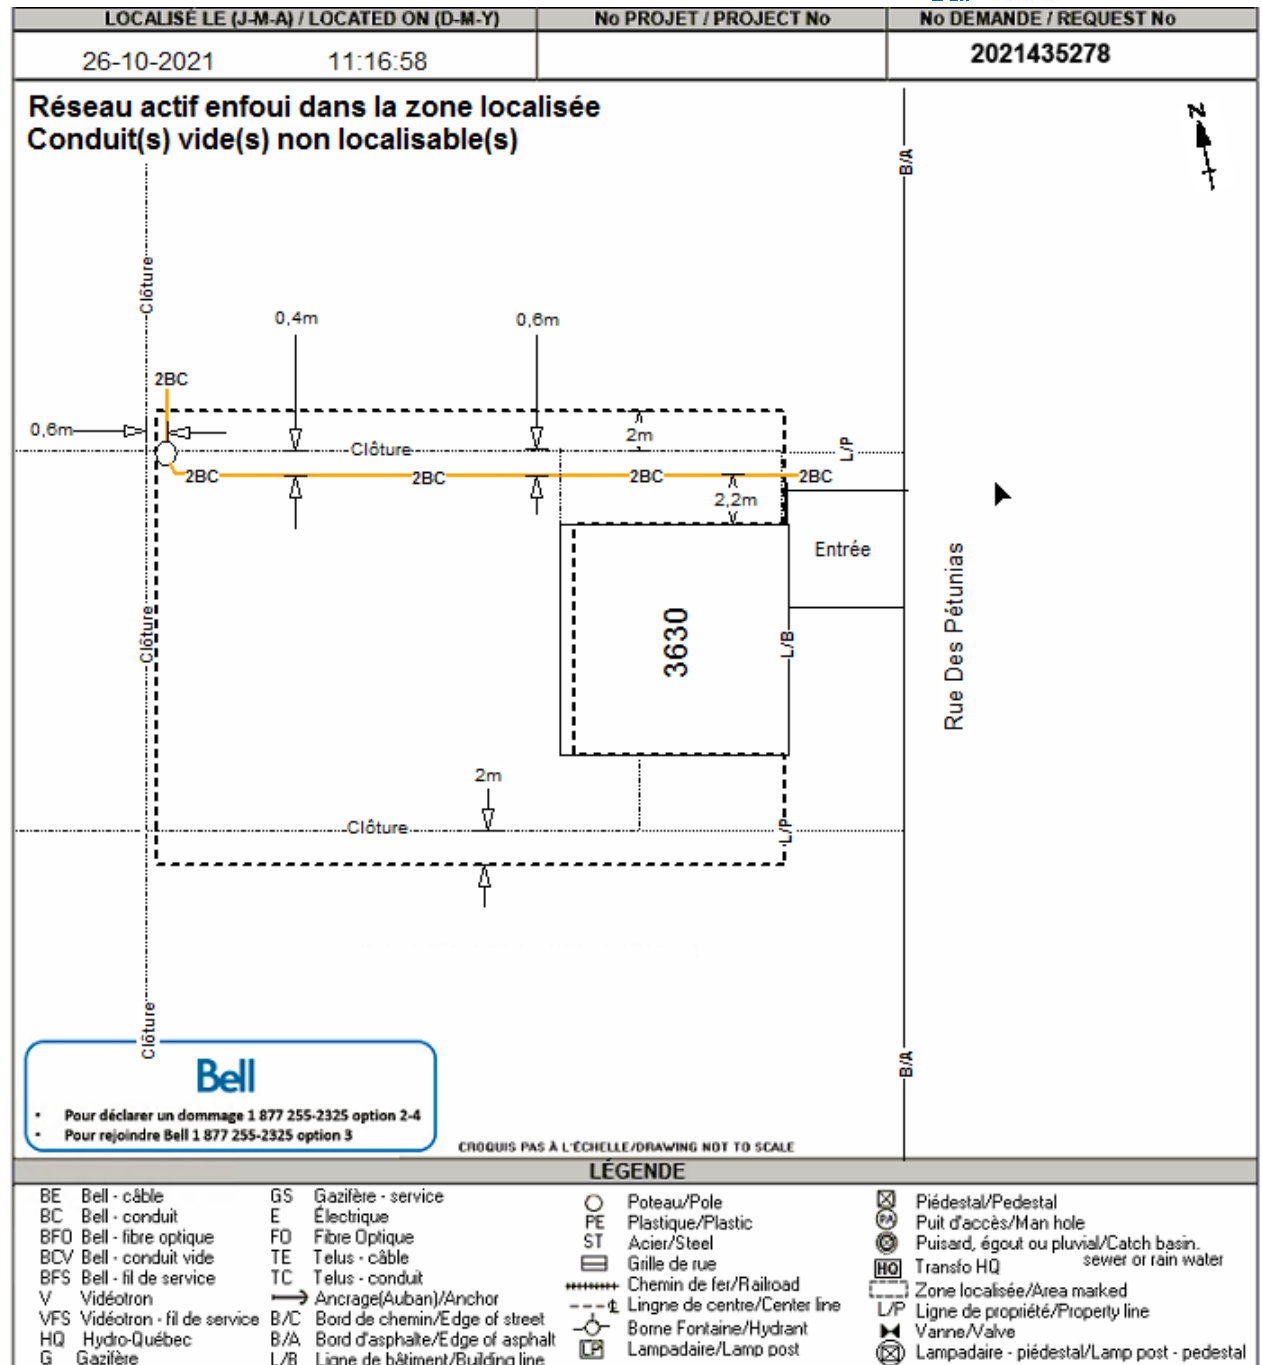 LOCALISÉ LE (J-M-A) / LOCATED ON (D-M-Y)
No PROJET / PROJECT No
No DEMANDE / REQUEST No
26-10-2021 11:16:58
2021435278
Réseau actif enfoui dans la zone localisée
Conduit(s) vide(s) non localisable(s)
N
B/A
Clôture
0,4m
0,6m
2BC
0,6m
2m
Clôture
L/P
2BC
2BC
2BC
2BC
2,2m
Entrée
3630
L/B
Clôture
Rue Des Pétunias
2m
Clôture
L/P
Clôture
B/A
Bell
• Pour déclarer un dommage 1 877 255-2325 option 2-4
• Pour rejoindre Bell 1 877 255-2325 option 3
CROQUIS PAS À L'ÉCHELLE/DRAWING NOT TO SCALE
LÉGENDE
BE Bell - câble
BC Bell - conduit
BFO Bell - fibre optique
BCV Bell - conduit vide
BFS Bell - fil de service
V Vidéotron
VFS Vidéotron - fil de service
HQ Hydro-Québec
G Gazifère
GS Gazifère - service
E Électrique
FO Fibre Optique
TE Telus - câble
TC Telus - conduit
Ancrage(Auban)/Anchor
B/C Bord de chemin/Edge of street
B/A Bord d'asphalte/Edge of asphalt
L/B Ligne de bâtiment/Building line
Poteau/Pole
PE Plastique/Plastic
ST Acier/Steel
Grille de rue
Chemin de fer/Railroad
Lingne de centre/Center line
Borne Fontaine/Hydrant
LP Lampadaire/Lamp post
Piédestal/Pedestal
PA Puit d'accès/Man hole
Puisard, égout ou pluvial/Catch basin.
sewer or rain water
HQ Transfo HQ
Zone localisée/Area marked
L/P Ligne de propriété/Property line
Vanne/Valve
Lampadaire - piédestal/Lamp post - pedestal